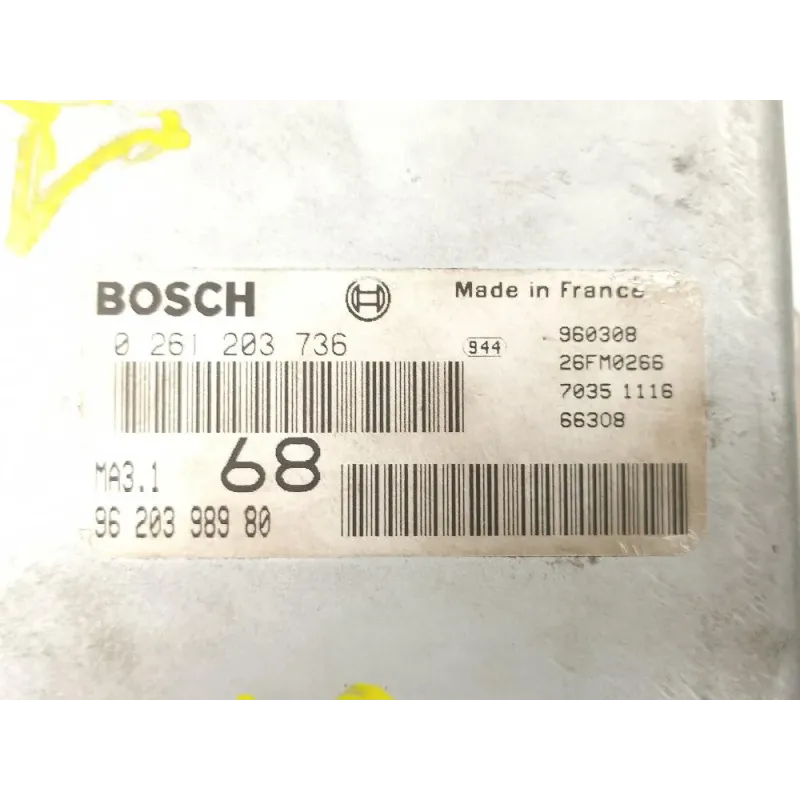 BOSCH
Made in France
0 261 203 736
944
960308
26FM0266
7035 1116
66308
MA3.1
68
96 203 989 80